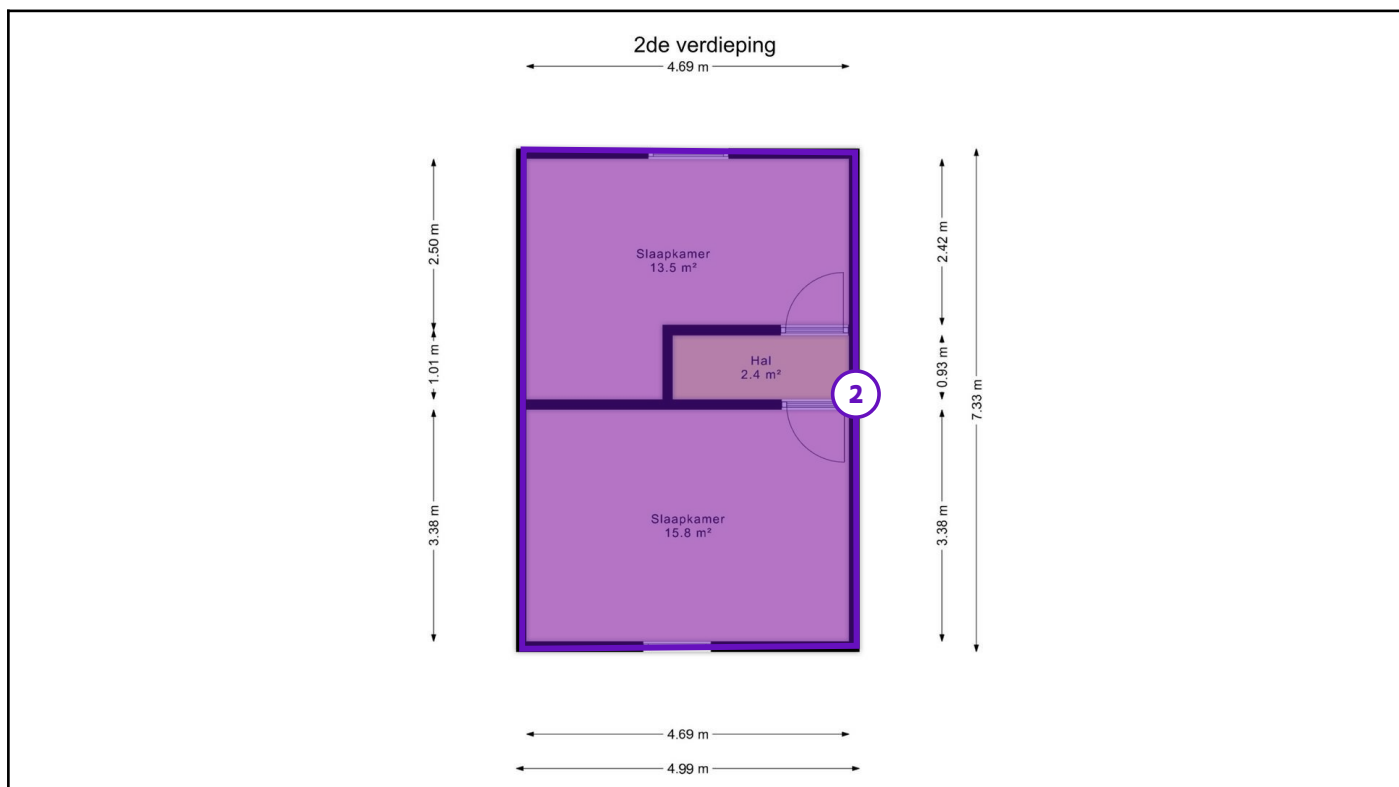 2de verdieping
4.69 m
2.50 m
2.42 m
Slaapkamer
13.5 m²
1.01 m
Hal
2.4 m²
0.93 m
2
7.33 m
3.38 m
Slaapkamer
15.8 m²
3.38 m
4.69 m
4.99 m